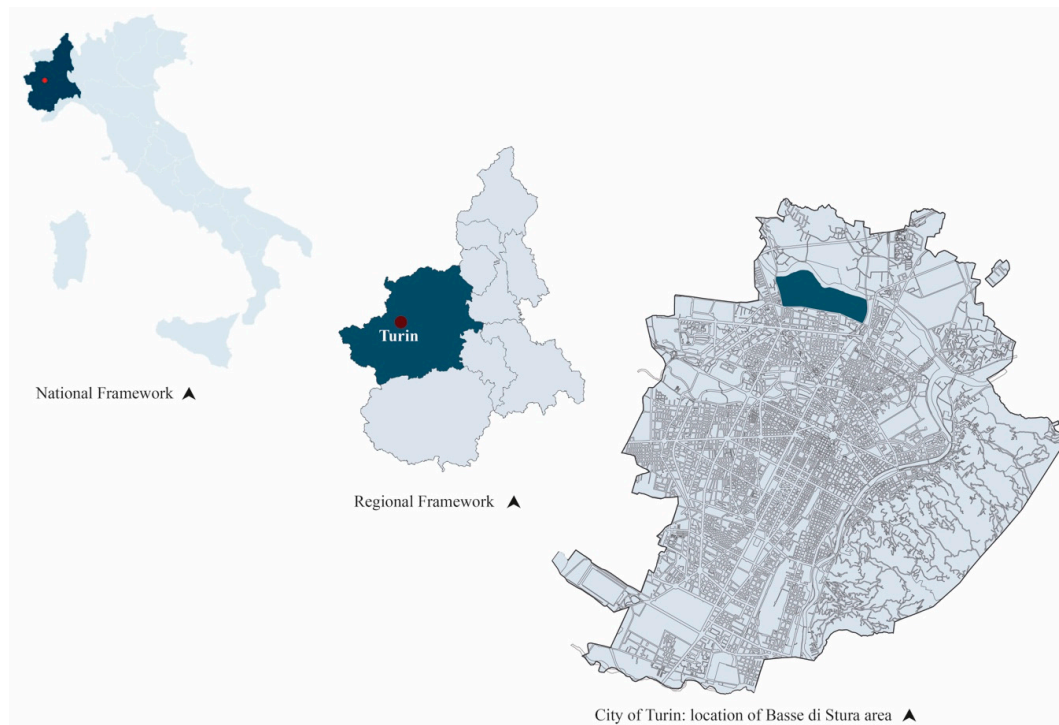 National Framework
Turin
Regional Framework
City of Turin: location of Basse di Stura area